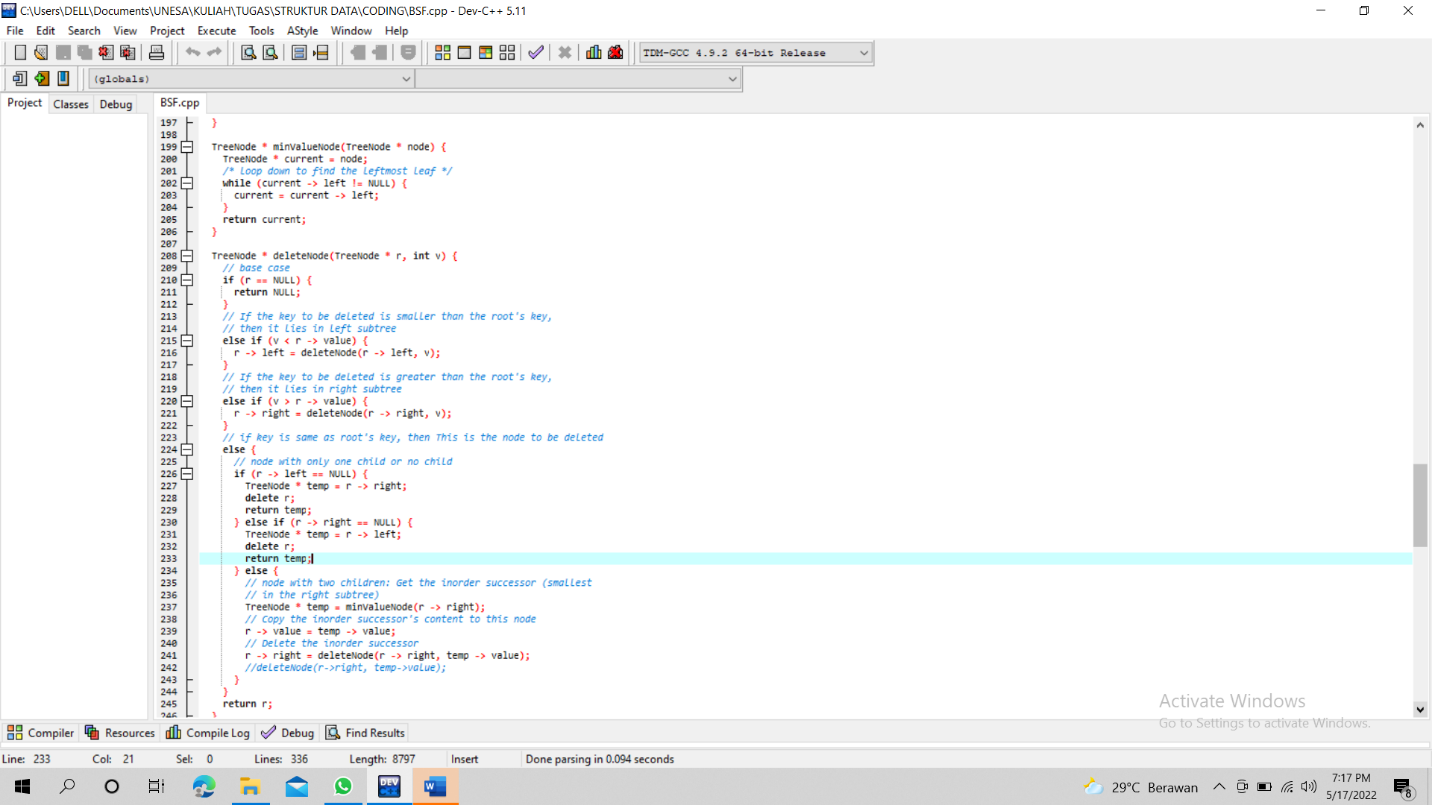 C:\Users\DELL\Documents\UNESA\KULIAH\TUGAS\STRUKTUR DATA\CODING\BSF.cpp - Dev-C++ 5.11
File Edit Search View Project Execute Tools AStyle Window Help
TDM-GCC 4.9.2 64-bit Release
(globals)
Project Classes Debug BSF.cpp
197 }
198
199 TreeNode * minValueNode(TreeNode * node) {
200 TreeNode * current = node;
201 /* loop down to find the leftmost leaf */
202 while (current -> left != NULL) {
203 current = current -> left;
204 }
205 return current;
206 }
207
208 TreeNode * deleteNode(TreeNode * r, int v) {
209 // base case
210 if (r == NULL) {
211 return NULL;
212 }
213 // If the key to be deleted is smaller than the root's key,
214 // then it lies in left subtree
215 else if (v < r -> value) {
216 r -> left = deleteNode(r -> left, v);
217 }
218 // If the key to be deleted is greater than the root's key,
219 // then it lies in right subtree
220 else if (v > r -> value) {
221 r -> right = deleteNode(r -> right, v);
222 }
223 // if key is same as root's key, then This is the node to be deleted
224 else {
225 // node with only one child or no child
226 if (r -> left == NULL) {
227 TreeNode * temp = r -> right;
228 delete r;
229 return temp;
230 } else if (r -> right == NULL) {
231 TreeNode * temp = r -> left;
232 delete r;
233 return temp;
234 } else {
235 // node with two children: Get the inorder successor (smallest
236 // in the right subtree)
237 TreeNode * temp = minValueNode(r -> right);
238 // Copy the inorder successor's content to this node
239 r -> value = temp -> value;
240 // Delete the inorder successor
241 r -> right = deleteNode(r -> right, temp -> value);
242 //deleteNode(r->right, temp->value);
243 }
244 }
245 return r;
246 }
Activate Windows
Go to Settings to activate Windows.
Compiler Resources Compile Log Debug Find Results
Line: 233 Col: 21 Sel: 0 Lines: 336 Length: 8797 Insert Done parsing in 0.094 seconds
DEV
W
29°C Berawan
7:17 PM
5/17/2022
8